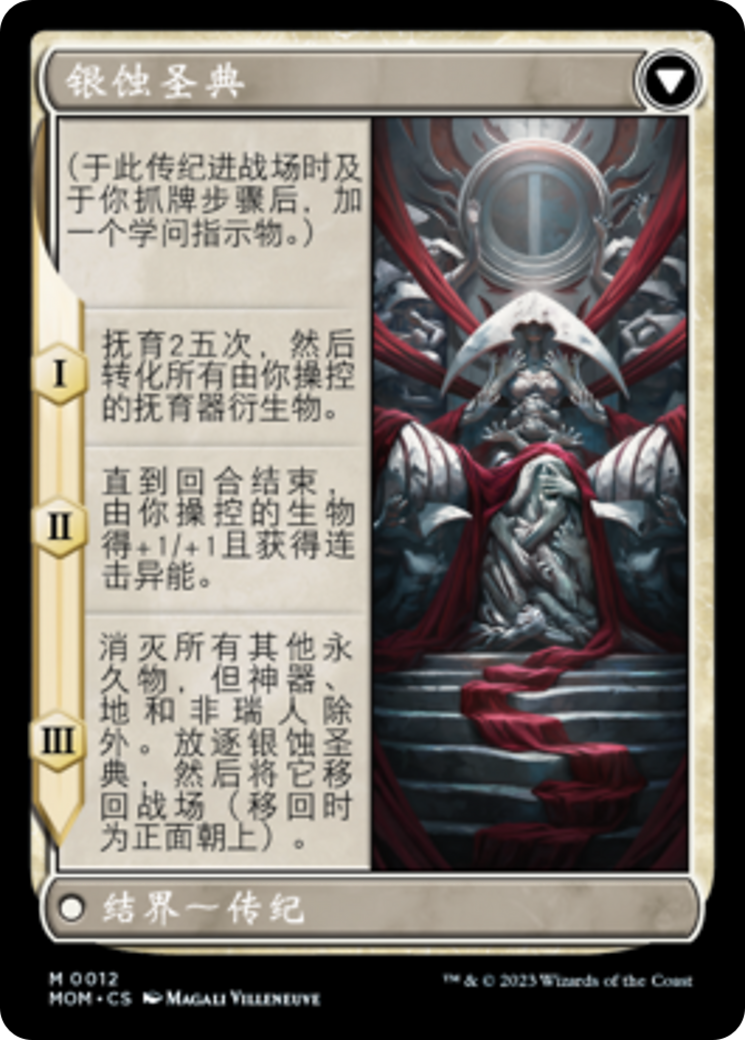 银蚀圣典
（于此传纪进战场时及
于你抓牌步骤后，加
一个学问指示物。）
I
抚育2五次，然后
转化所有由你操控
的抚育器衍生物。
II
直到回合结束，
由你操控的生物
得+1/+1且获得连
击异能。
III
消灭所有其他永
久物，但神器、
地和非瑞人除
外。放逐银蚀圣
典，然后将它移
回战场（移回时
为正面朝上）。
结界～传纪
M 0012
MOM • CS Magali Villeneuve
™ & © 2023 Wizards of the Coast